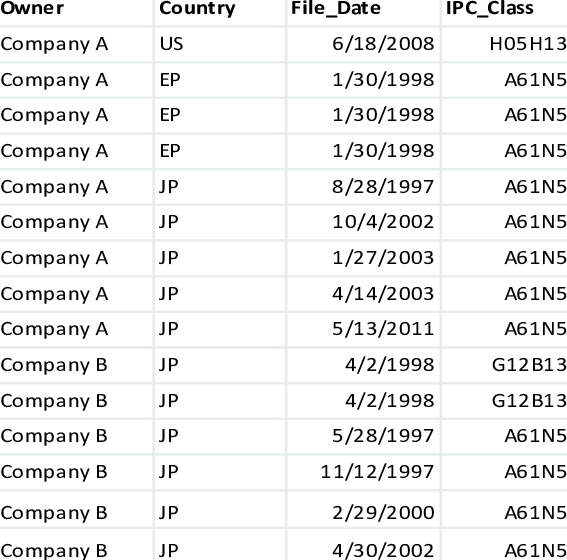 Owner Country File_Date IPC_Class
Company A US 6/18/2008 H05H13
Company A EP 1/30/1998 A61N5
Company A EP 1/30/1998 A61N5
Company A EP 1/30/1998 A61N5
Company A JP 8/28/1997 A61N5
Company A JP 10/4/2002 A61N5
Company A JP 1/27/2003 A61N5
Company A JP 4/14/2003 A61N5
Company A JP 5/13/2011 A61N5
Company B JP 4/2/1998 G12B13
Company B JP 4/2/1998 G12B13
Company B JP 5/28/1997 A61N5
Company B JP 11/12/1997 A61N5
Company B JP 2/29/2000 A61N5
Company B JP 4/30/2002 A61N5